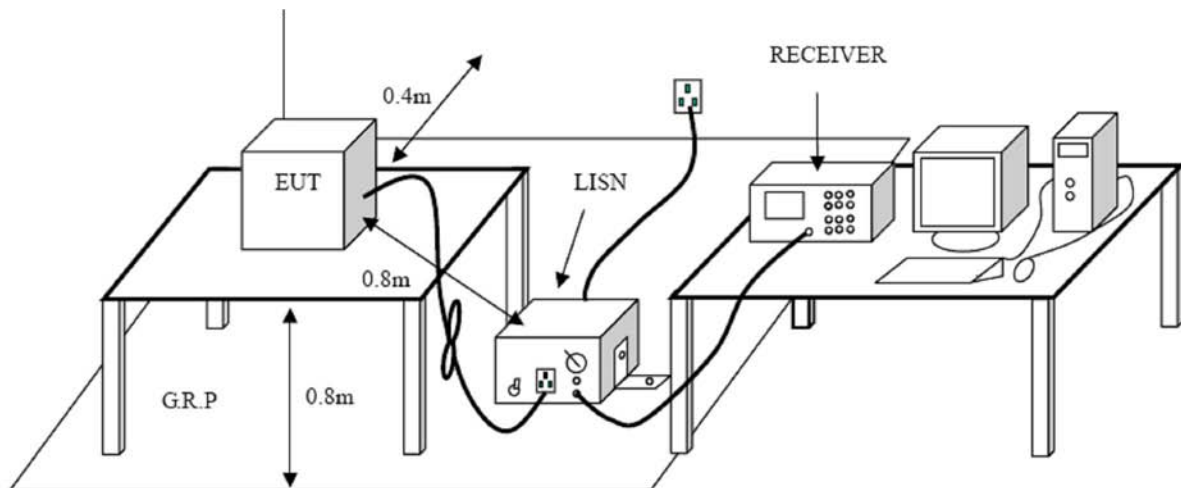 RECEIVER
0.4m
EUT
LISN
0.8m
G.R.P
0.8m